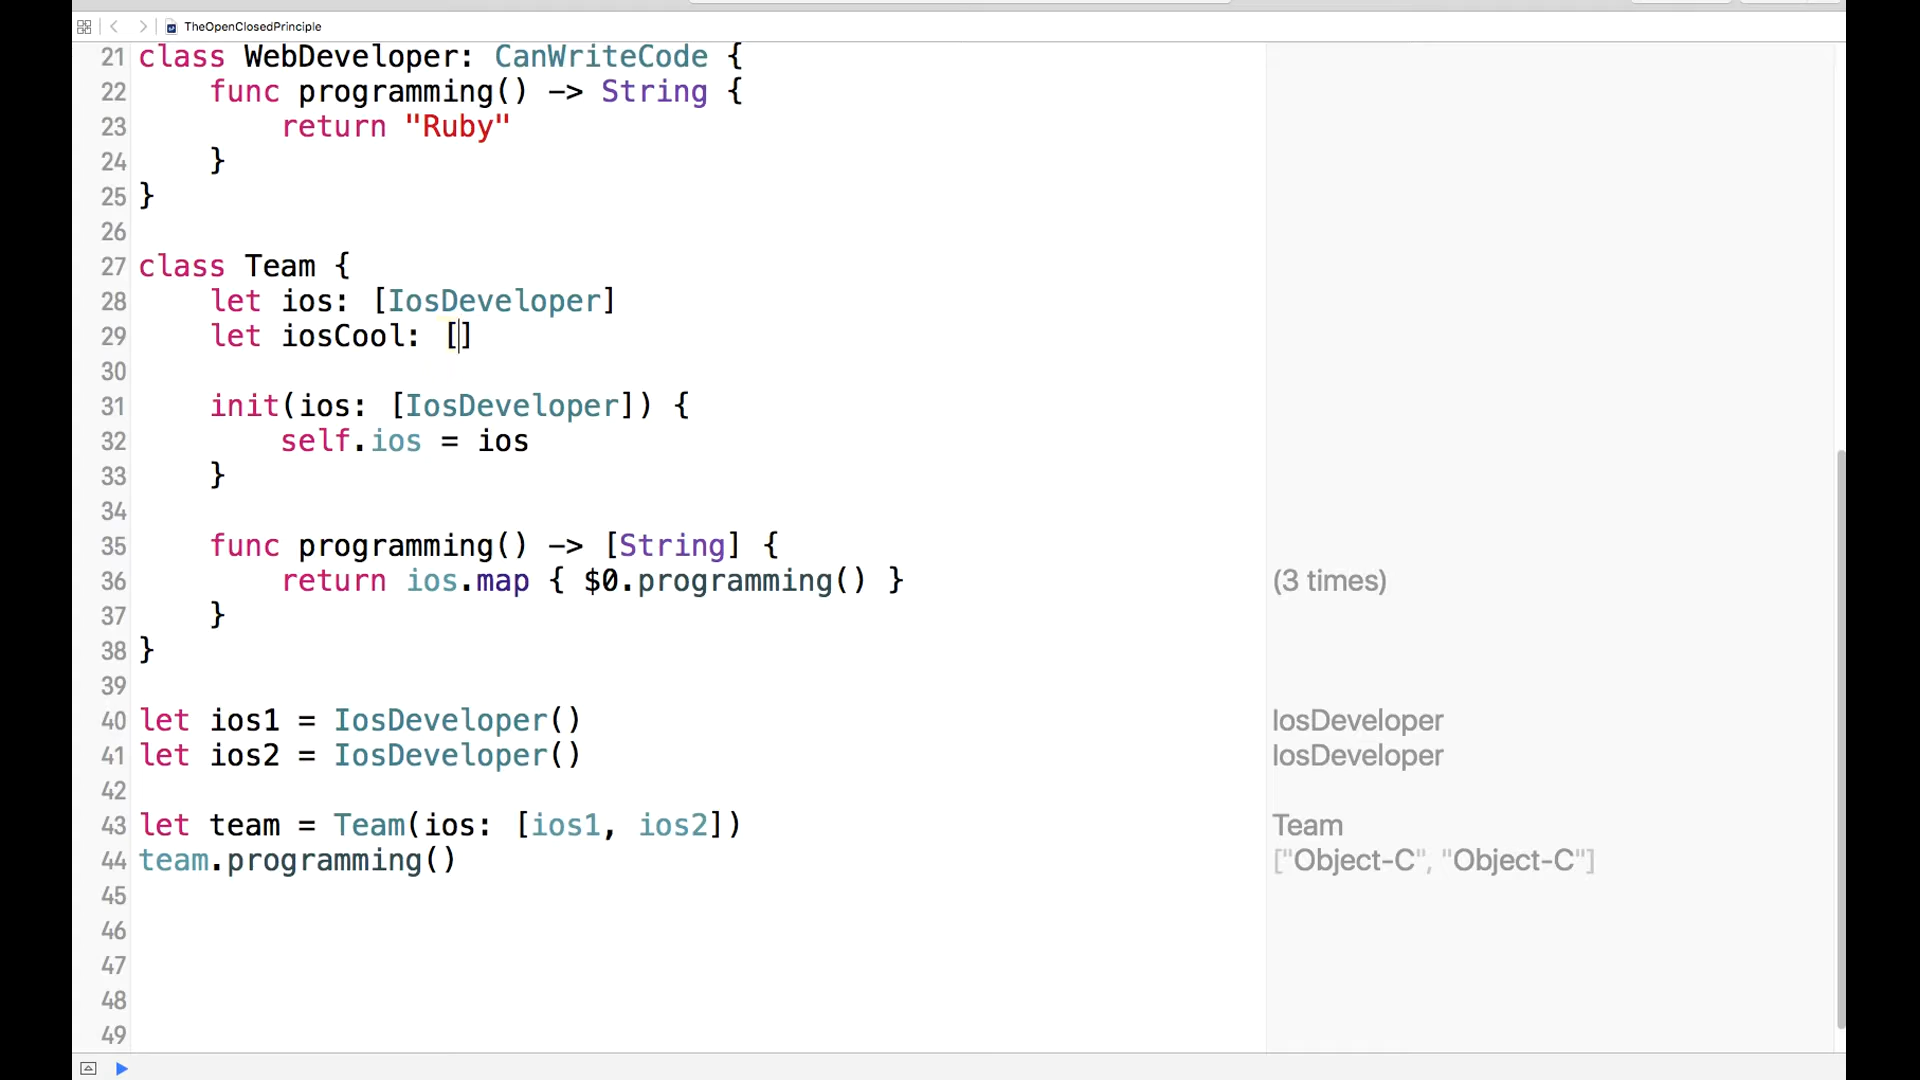 TheOpenClosedPrinciple
21 class WebDeveloper: CanWriteCode {
22 func programming() -> String {
23 return "Ruby"
24 }
25 }
26
27 class Team {
28 let ios: [IosDeveloper]
29 let iosCool: []
30
31 init(ios: [IosDeveloper]) {
32 self.ios = ios
33 }
34
35 func programming() -> [String] {
36 return ios.map { $0.programming() } (3 times)
37 }
38 }
39
40 let ios1 = IosDeveloper() IosDeveloper
41 let ios2 = IosDeveloper() IosDeveloper
42
43 let team = Team(ios: [ios1, ios2]) Team
44 team.programming() ["Object-C", "Object-C"]
45
46
47
48
49